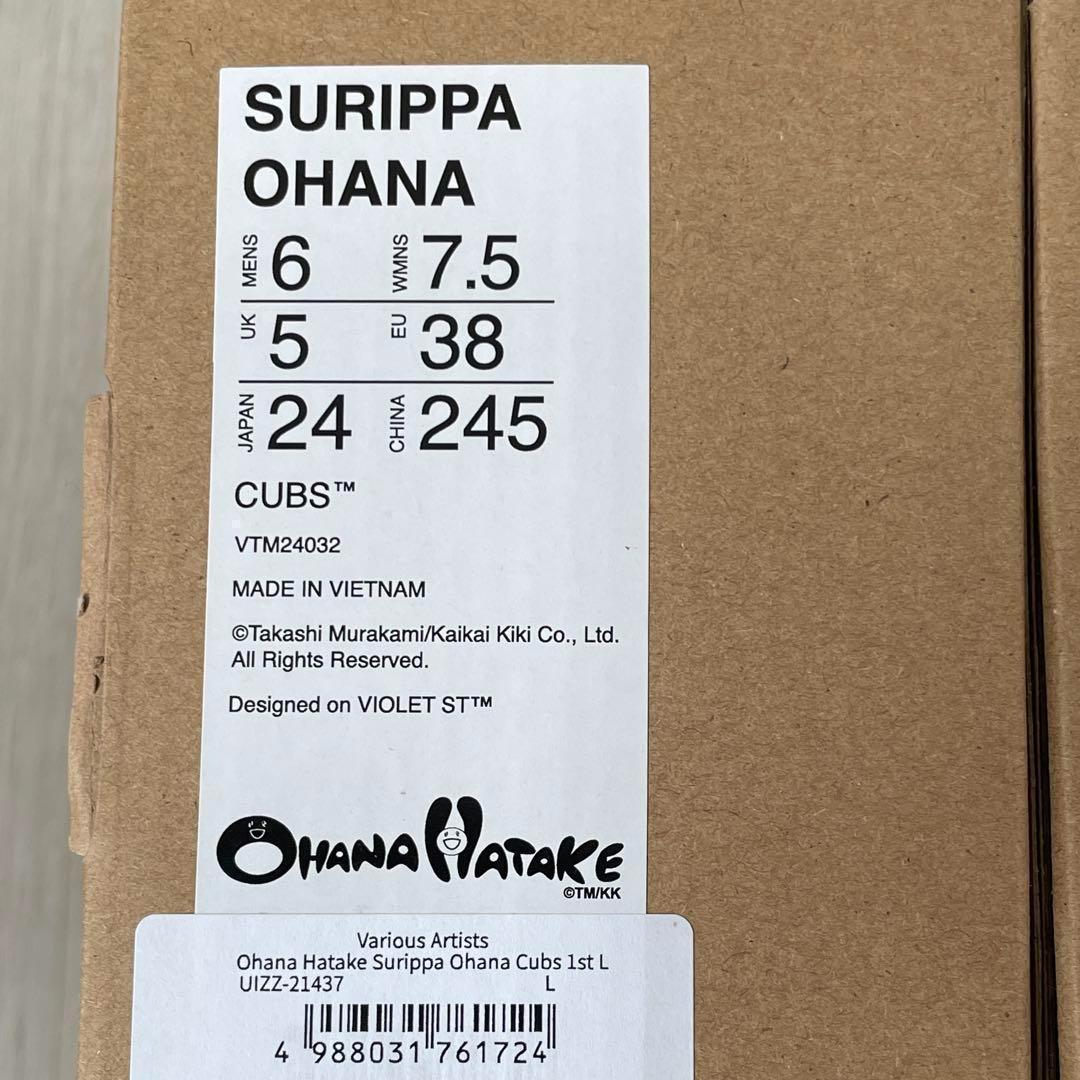 SURIPPA
OHANA
MENS 6 WMNS 7.5
UK 5 EU 38
JAPAN 24 CHINA 245
CUBS™
VTM24032
MADE IN VIETNAM
©Takashi Murakami/Kaikai Kiki Co., Ltd.
All Rights Reserved.
Designed on VIOLET ST™
OHANA HATAKE
©TM/KK
Various Artists
Ohana Hatake Surippa Ohana Cubs 1st L
UIZZ-21437 L
4 988031 761724